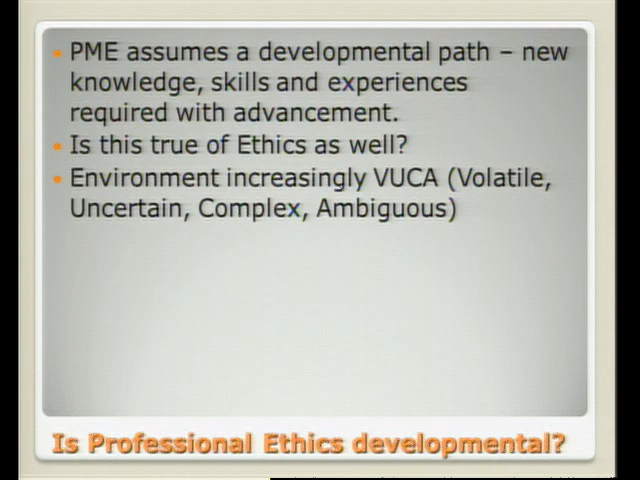 PME assumes a developmental path – new
knowledge, skills and experiences
required with advancement.
Is this true of Ethics as well?
Environment increasingly VUCA (Volatile,
Uncertain, Complex, Ambiguous)
Is Professional Ethics developmental?